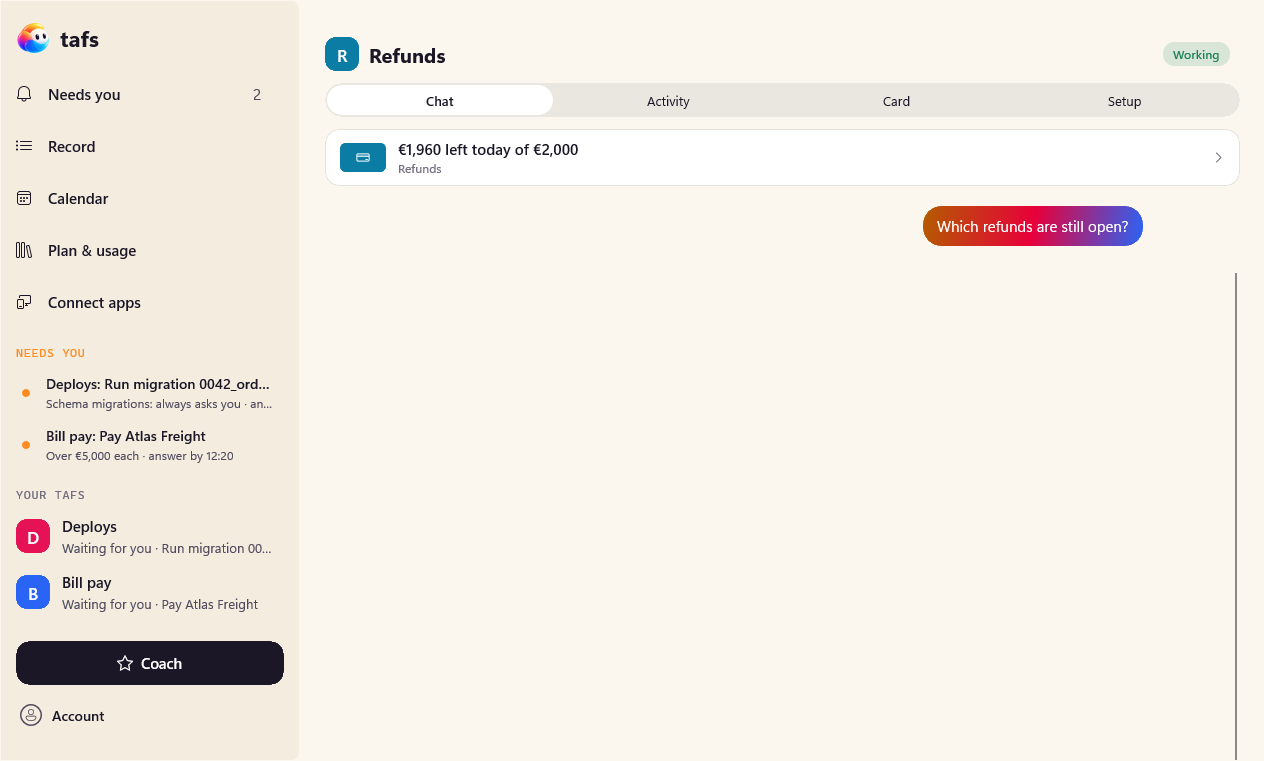 tafs
Needs you 2
Record
Calendar
Plan & usage
Connect apps
NEEDS YOU
Deploys: Run migration 0042_ord...
Schema migrations: always asks you · an...
Bill pay: Pay Atlas Freight
Over €5,000 each · answer by 12:20
YOUR TAFS
D
Deploys
Waiting for you · Run migration 00...
B
Bill pay
Waiting for you · Pay Atlas Freight
Coach
Account
R
Refunds
Working
Chat
Activity
Card
Setup
€1,960 left today of €2,000
Refunds
Which refunds are still open?